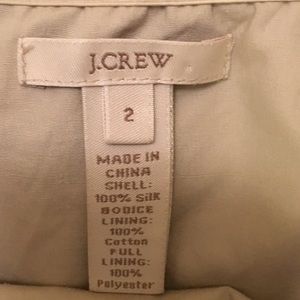 J.CREW
2
MADE IN
CHINA
SHELL:
100% Silk
BODICE
LINING:
100%
Cotton
FULL
LINING:
100%
Polyester